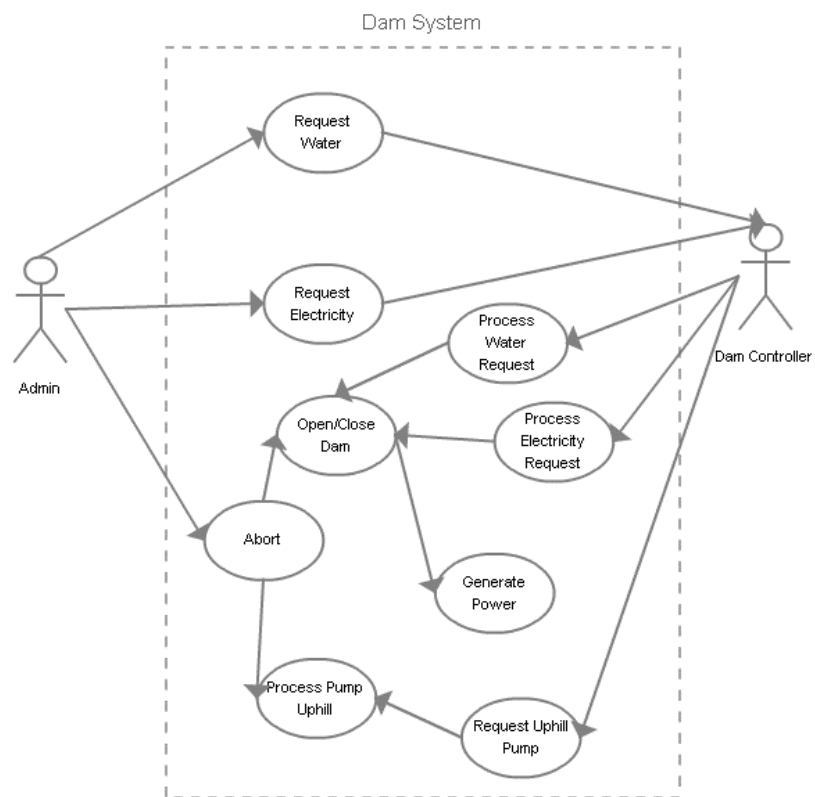 Dam System
Request
Water
Request
Electricity
Process
Water
Request
Admin
Dam Controller
Open/Close
Dam
Process
Electricity
Request
Abort
Generate
Power
Process Pump
Uphill
Request Uphill
Pump